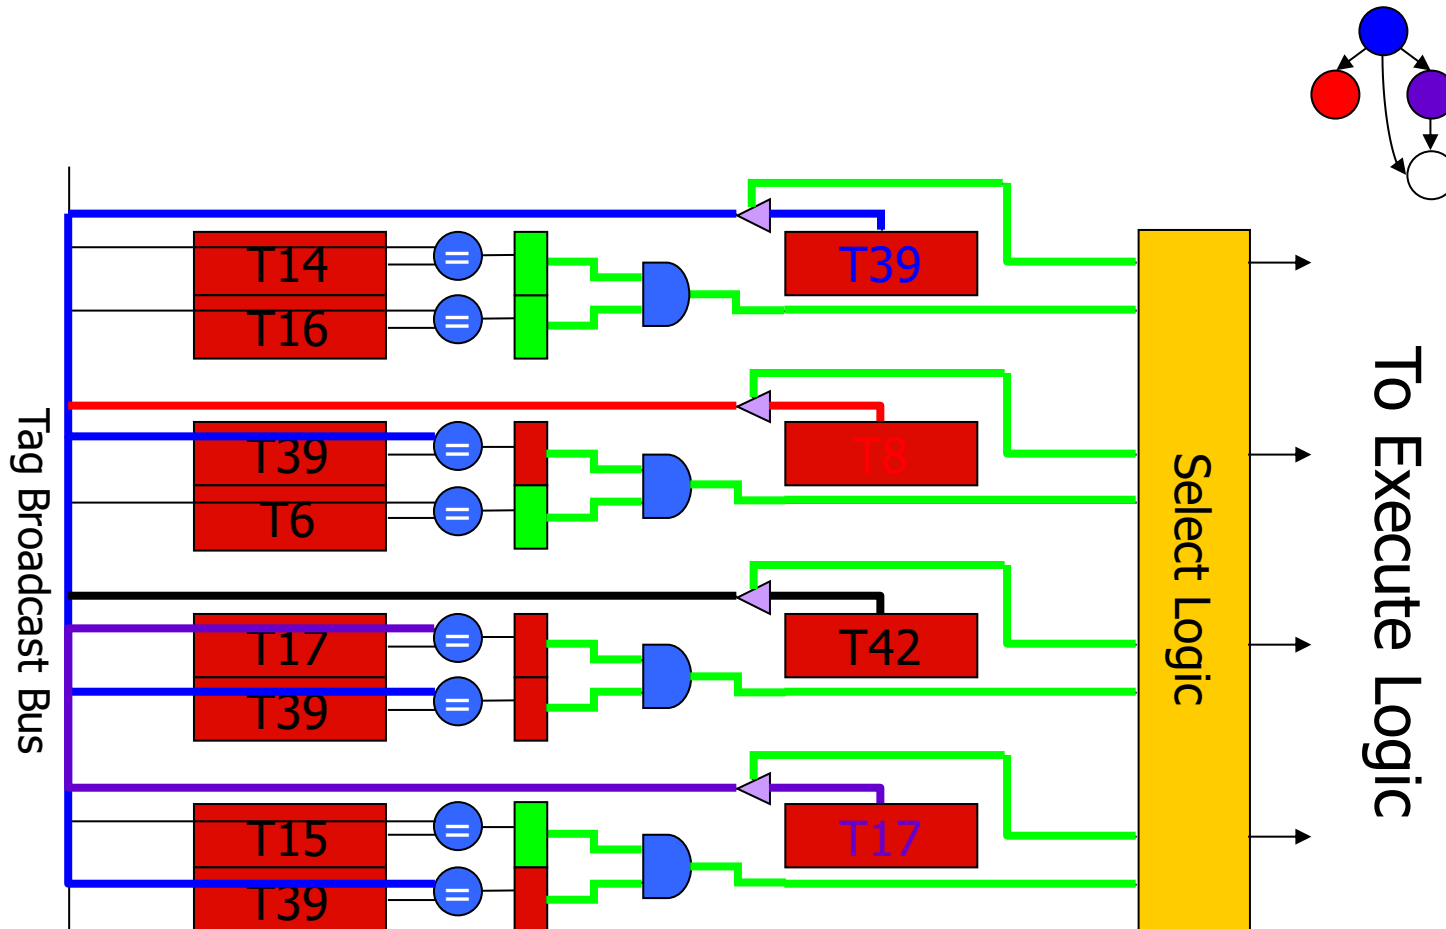 T14
T39
T16
T39
T8
T6
T17
T42
T39
T15
T17
T39
Tag Broadcast Bus
Select Logic
To Execute Logic
=
=
=
=
=
=
=
=